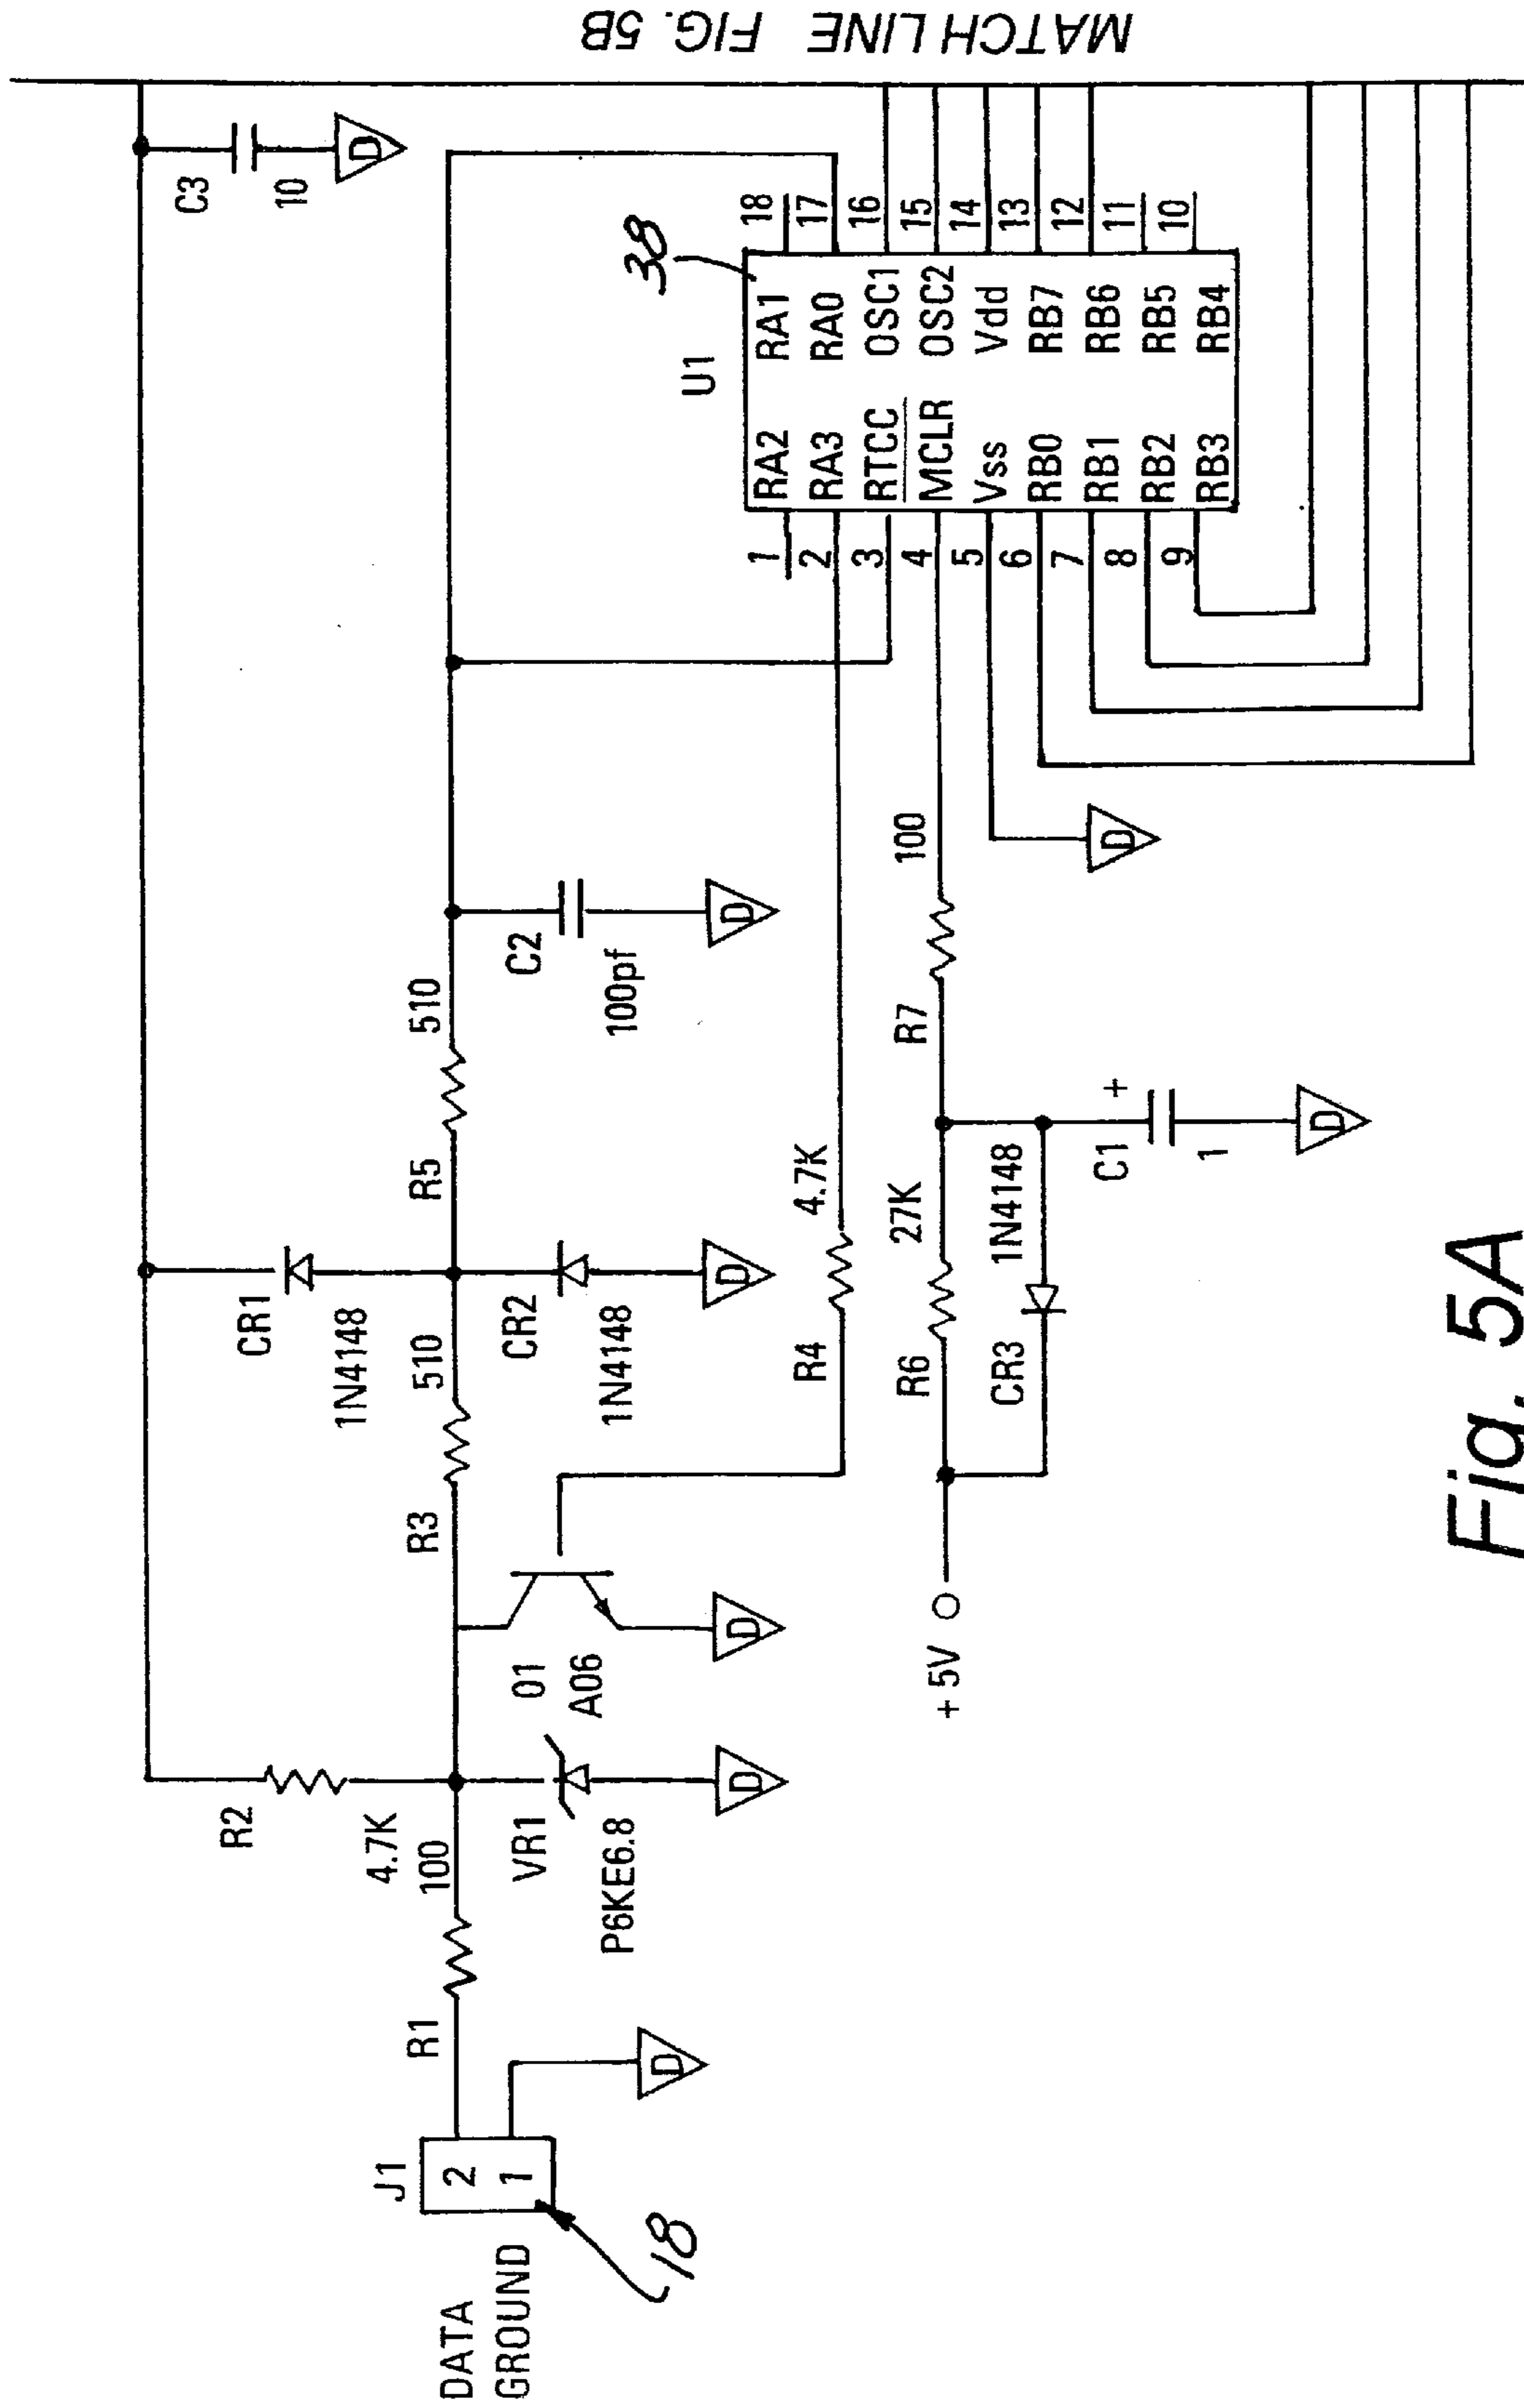 MATCH LINE FIG. 5B
C3
10
D
R2
4.7K
CR1
1N4148
J1
2
1
DATA
GROUND
18
D
R1
100
VR1
P6KE6.8
D
01
A06
D
R3
510
CR2
1N4148
D
R5
510
C2
100pf
D
R4
4.7K
+5V
R6
27K
CR3
1N4148
C1
+
1
D
R7
100
D
U1
38
1 RA2 RA1 18
2 RA3 RA0 17
3 RTCC OSC1 16
4 MCLR OSC2 15
5 Vss Vdd 14
6 RB0 RB7 13
7 RB1 RB6 12
8 RB2 RB5 11
9 RB3 RB4 10
Fig. 5A